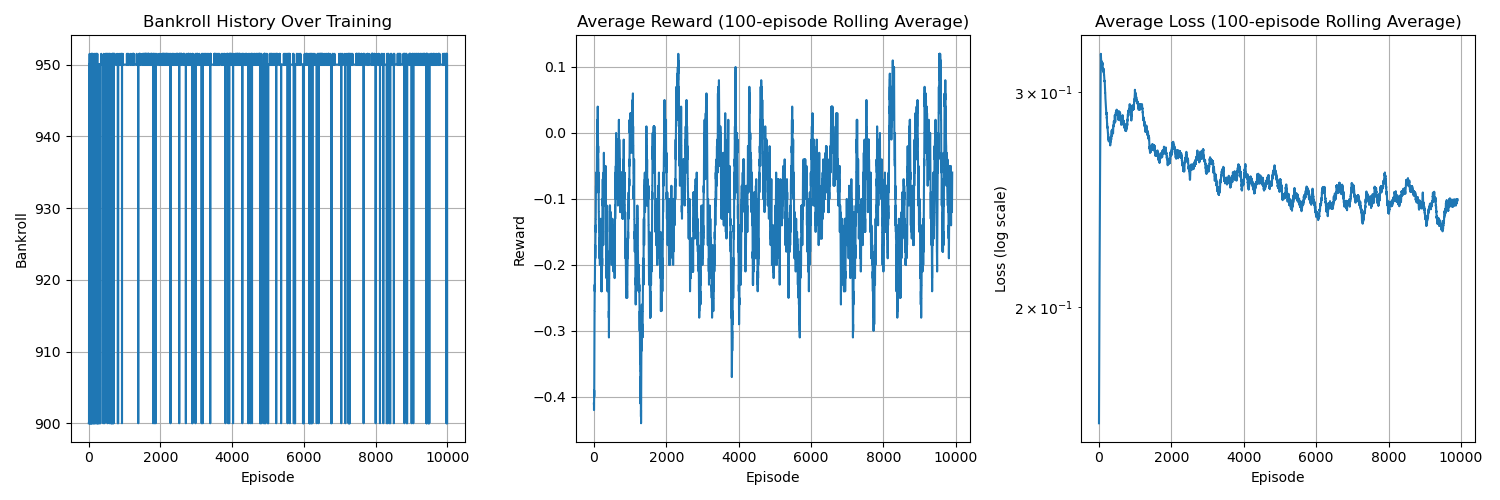 Bankroll History Over Training
Bankroll
950
940
930
920
910
900
0 2000 4000 6000 8000 10000
Episode
Average Reward (100-episode Rolling Average)
Reward
0.1
0.0
−0.1
−0.2
−0.3
−0.4
0 2000 4000 6000 8000 10000
Episode
Average Loss (100-episode Rolling Average)
Loss (log scale)
3 × 10⁻¹
2 × 10⁻¹
0 2000 4000 6000 8000 10000
Episode